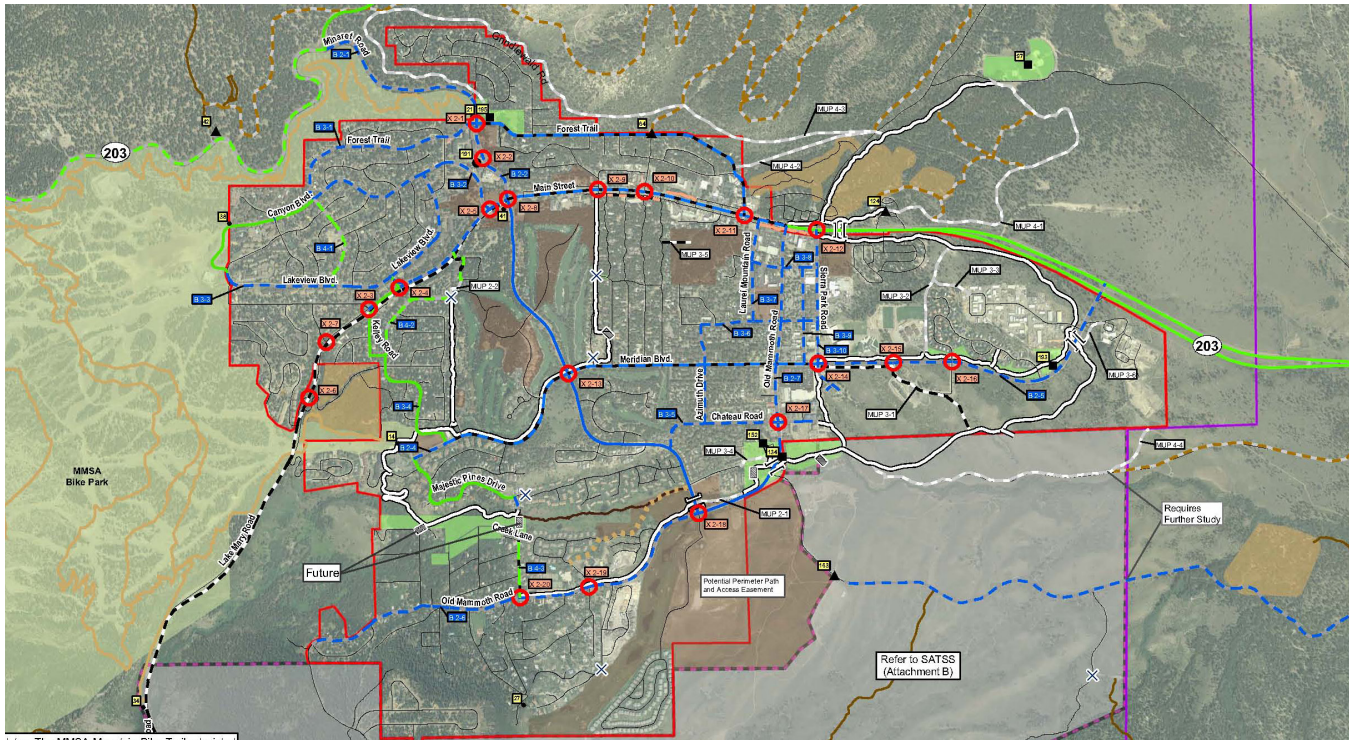 Minaret Road
B 2-1
Knolls
203
B 3-1
Forest Trail
X 2-1
Forest Trail
MUP 4-3
MUP 4-2
X 2-2
B 3-2
B 2-2
Main Street
X 2-9
X 2-10
Canyon Blvd.
B 4-1
Lakeview Blvd.
X 2-11
X 2-12
MUP 4-1
Lakeview Blvd.
B 3-3
X 2-3
X 2-4
MUP 2-2
MUP 3-5
Laurel Mountain Road
B 3-8
Sierra Park Road
B 3-7
MUP 3-3
MUP 3-2
X 2-7
Kelley Road
B 4-2
B 3-6
B 3-9
203
Meridian Blvd.
B 3-10
X 2-13
Old Mammoth Road
X 2-14
X 2-15
X 2-16
MUP 3-6
Azimuth Drive
B 2-7
X 2-6
B 3-4
B 3-5
Chateau Road
X 2-17
MUP 3-1
B 2-5
B 2-4
MUP 3-4
MUP 4-4
MMSA
Bike Park
Majestic Pines Drive
MUP 2-1
X 2-18
Requires
Further Study
Creek Lane
Lake Mary Road
Future
B 4-3
X 2-19
X 2-20
Potential Perimeter Path
and Access Easement
Old Mammoth Road
B 2-6
Refer to SATSS
(Attachment B)